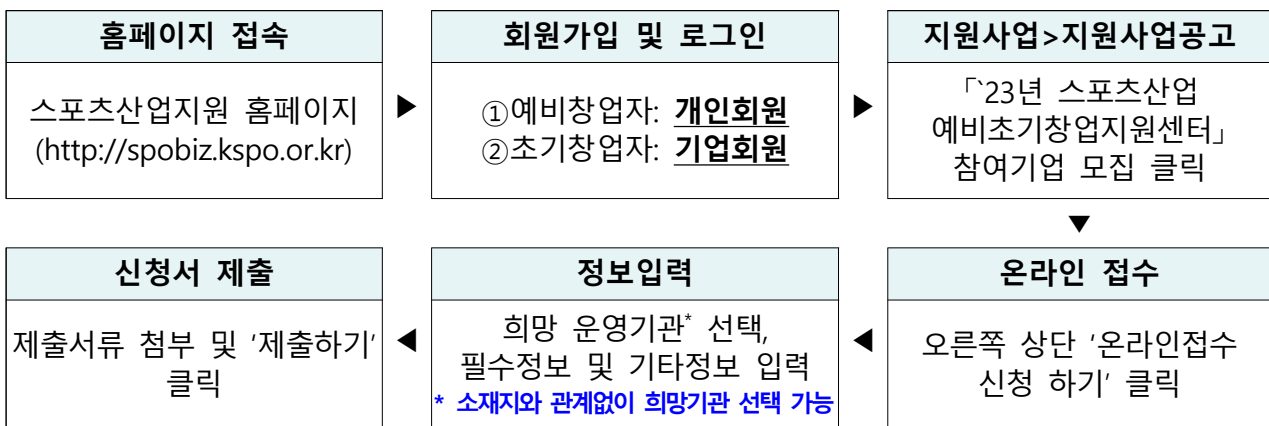 홈페이지 접속
스포츠산업지원 홈페이지
(http://spobiz.kspo.or.kr)
▶
회원가입 및 로그인
①예비창업자: 개인회원
②초기창업자: 기업회원
▶
지원사업>지원사업공고
「`23년 스포츠산업
예비초기창업지원센터」
참여기업 모집 클릭
▼
온라인 접수
오른쪽 상단 '온라인접수
신청 하기' 클릭
◀
정보입력
희망 운영기관* 선택,
필수정보 및 기타정보 입력
* 소재지와 관계없이 희망기관 선택 가능
◀
신청서 제출
제출서류 첨부 및 '제출하기'
클릭